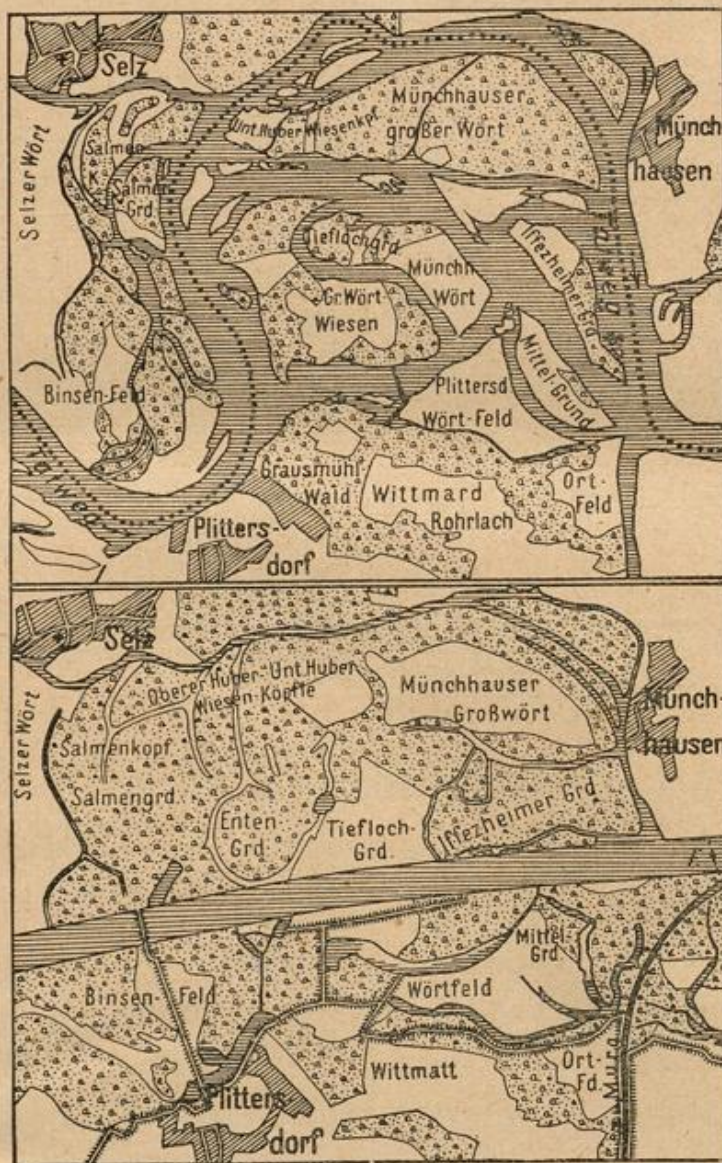 Selz
Selzer Wört
Salmen
K.
Salmen
Grd.
Unt. Huber Wiesenkpf
Münchhauser
großer Wört
Münch
hausen
Talweg
Tieflochgrd
Münchh
Wört
Gr. Wört-
Wiesen
Iffezheimer Grd
Mittel-Grund
Plittersd
Wört-Feld
Binsen-Feld
Talweg
Grausmühl
Wald
Wittmard
Rohrlach
Ort-
Feld
Plitters-
dorf
Selz
Selzer Wört
Oberer Huber-Unt Huber
Wiesen-Köpfle
Münchhauser
Großwört
Münch-
hausen
Salmenkopf
Salmengrd.
Enten
Grd.
Tiefloch-
Grd.
Iffezheimer Grd
Binsen-Feld
Mittel
Grd.
Wörtfeld
Wittmatt
Ort-
Fd.
Murg
Plitters
dorf